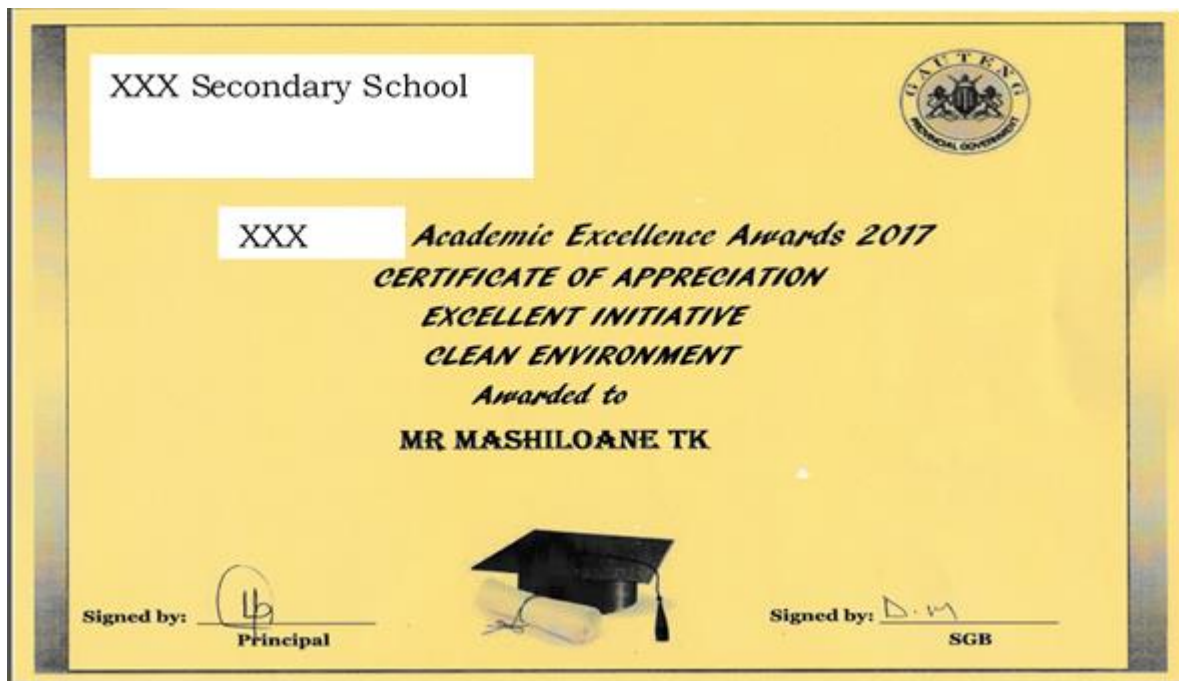 XXX Secondary School
GAUTENG
PROVINCIAL GOVERNMENT
XXX Academic Excellence Awards 2017
CERTIFICATE OF APPRECIATION
EXCELLENT INITIATIVE
CLEAN ENVIRONMENT
Awarded to
MR MASHILOANE TK
Signed by:
Principal
Signed by: D.M
SGB